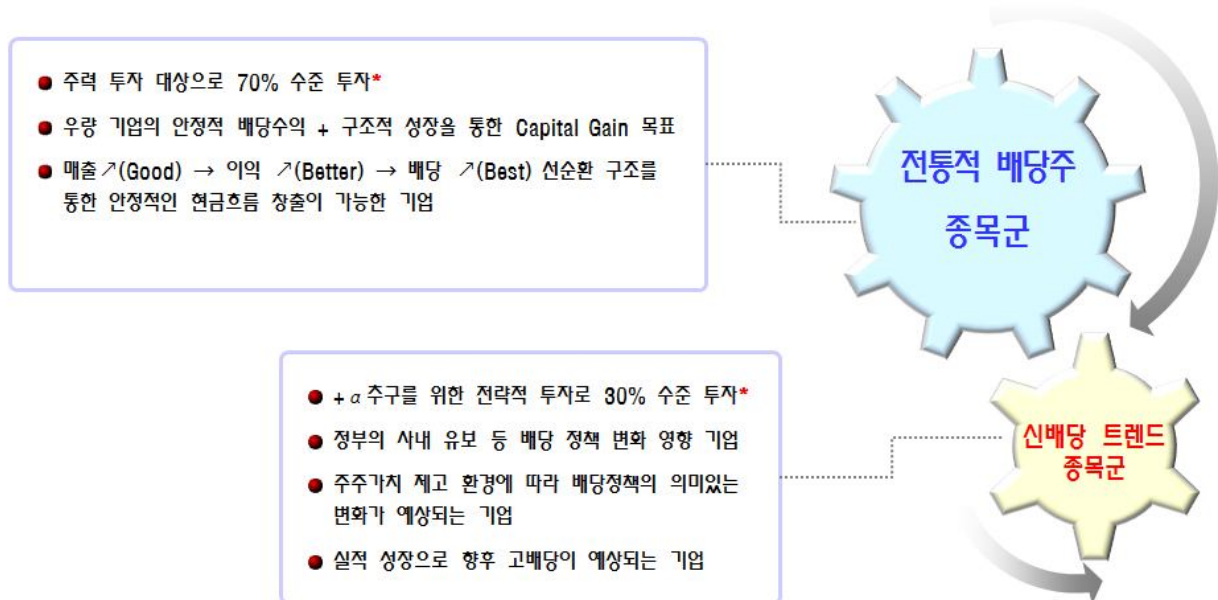 주력 투자 대상으로 70% 수준 투자*
우량 기업의 안정적 배당수익 + 구조적 성장을 통한 Capital Gain 목표
매출↗(Good) → 이익 ↗(Better) → 배당 ↗(Best) 선순환 구조를
통한 안정적인 현금흐름 창출이 가능한 기업
전통적 배당주
종목군
+α추구를 위한 전략적 투자로 30% 수준 투자*
정부의 사내 유보 등 배당 정책 변화 영향 기업
주주가치 제고 환경에 따라 배당정책의 의미있는
변화가 예상되는 기업
실적 성장으로 향후 고배당이 예상되는 기업
신배당 트렌드
종목군